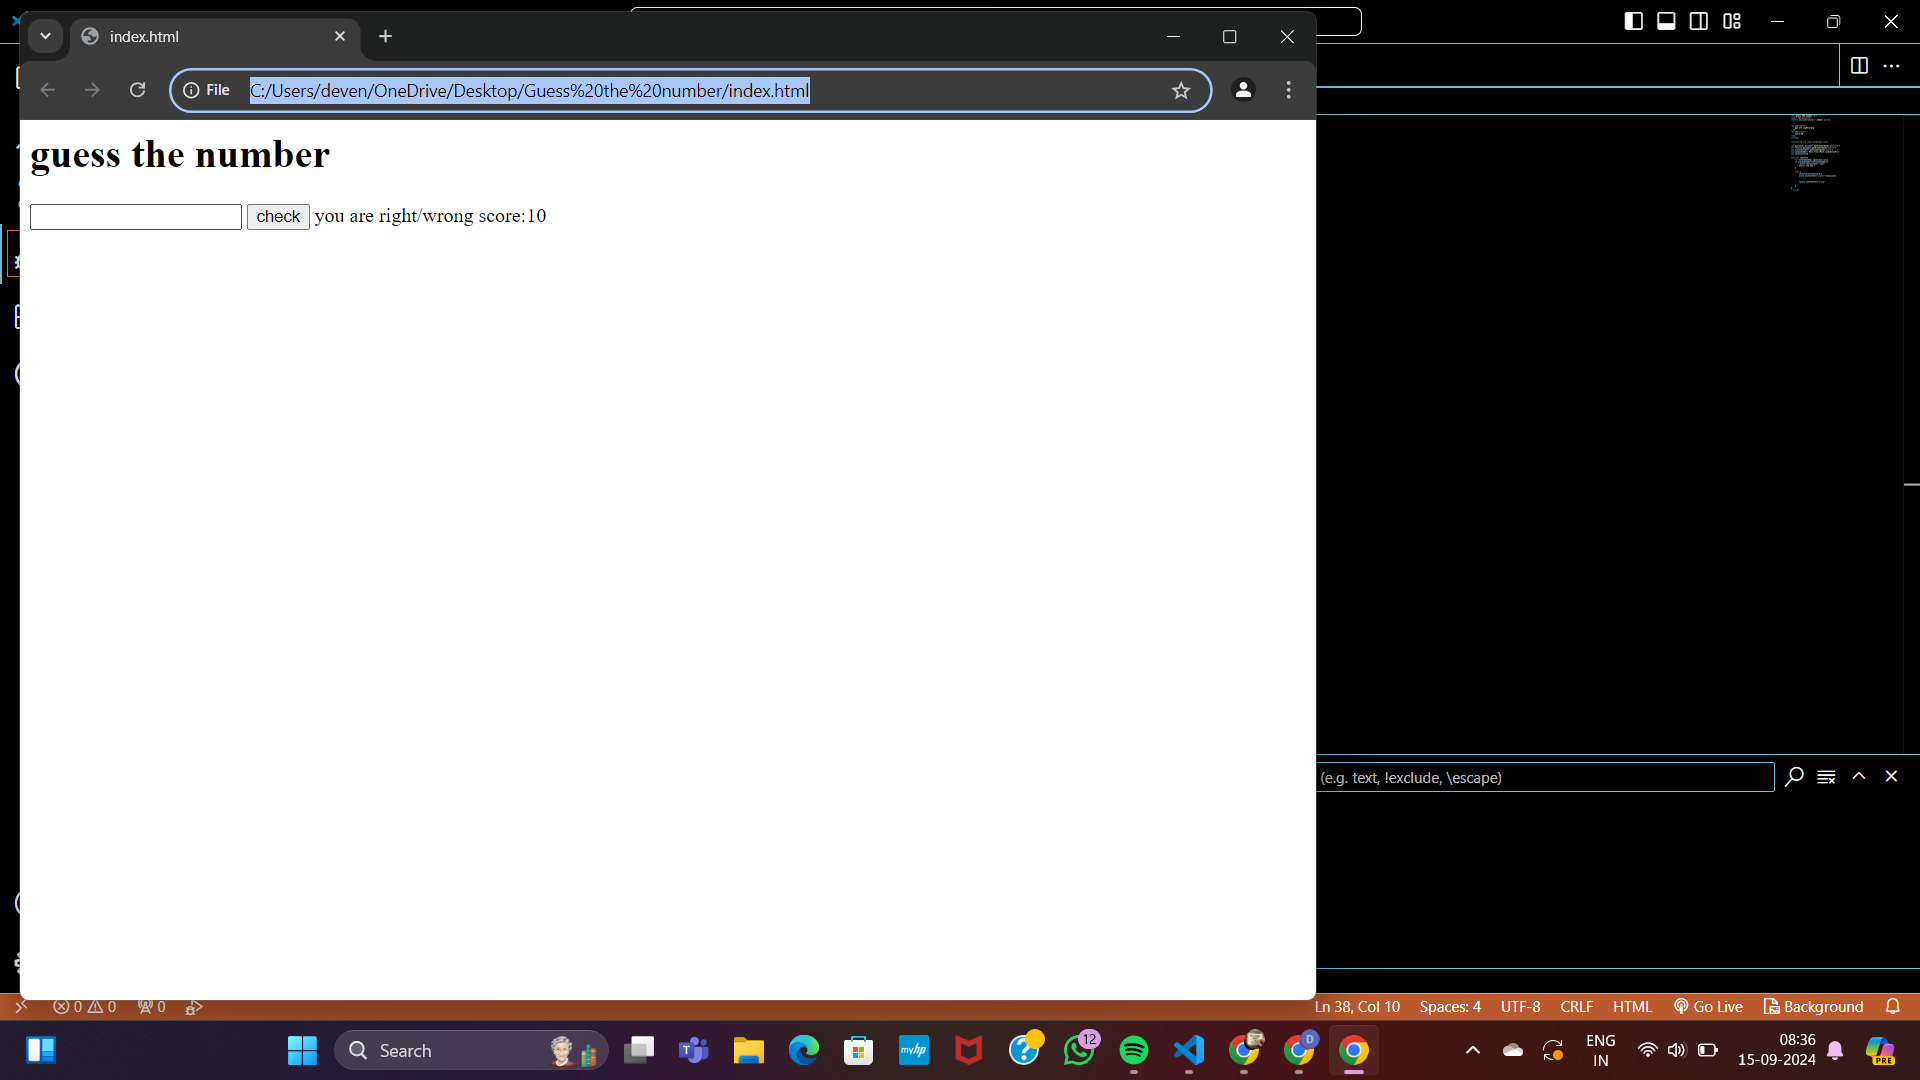 index.html
File C:/Users/deven/OneDrive/Desktop/Guess%20the%20number/index.html
guess the number
check you are right/wrong score:10
(e.g. text, !exclude, \escape)
0 0 0 Ln 38, Col 10 Spaces: 4 UTF-8 CRLF HTML Go Live Background
Search myhp 12 D ENG 08:36
IN 15-09-2024 PRE